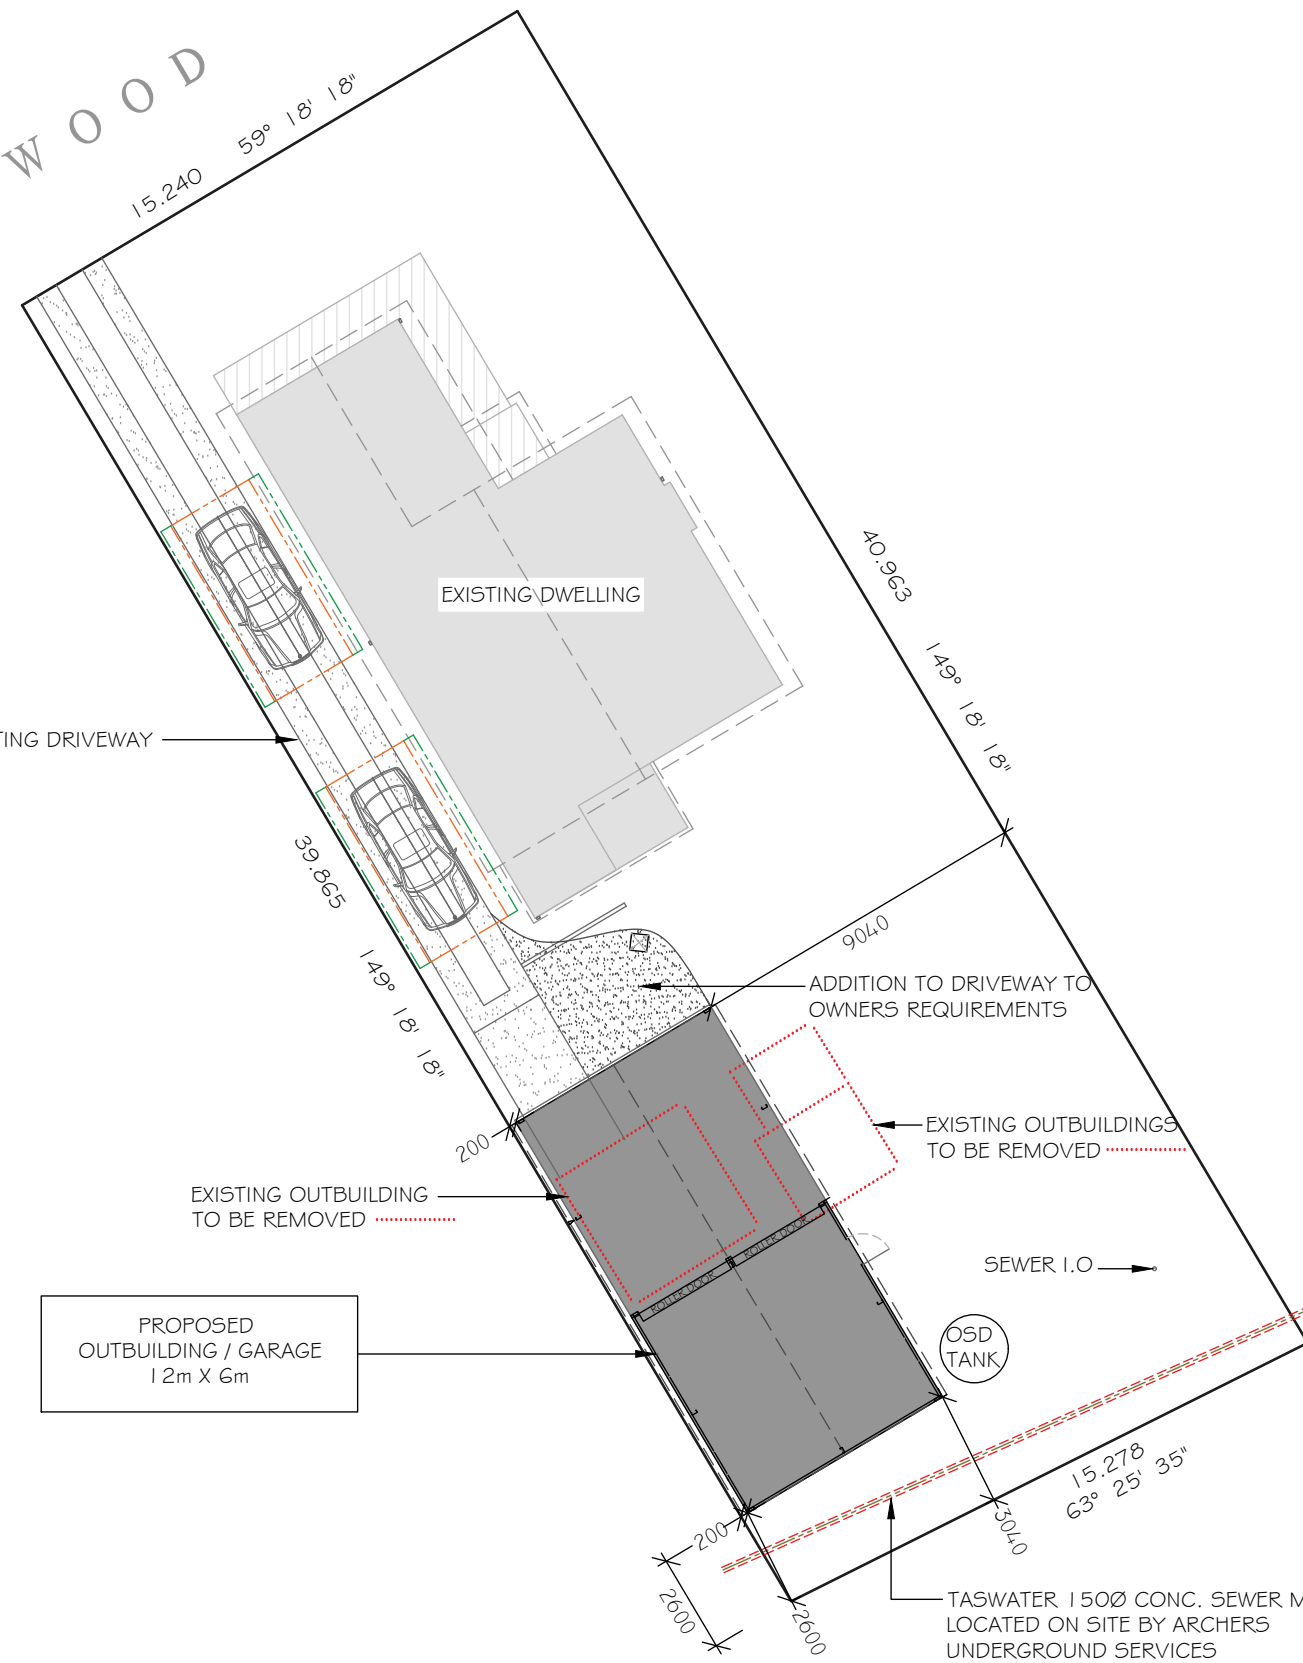 WOOD
15.240 59° 18' 18"
EXISTING DWELLING
40.963 149° 18' 18"
TING DRIVEWAY
39.865 149° 18' 18"
9040
ADDITION TO DRIVEWAY TO
OWNERS REQUIREMENTS
200
EXISTING OUTBUILDINGS
TO BE REMOVED
EXISTING OUTBUILDING
TO BE REMOVED
ROLLER DOOR
ROLLER DOOR
SEWER I.O
PROPOSED
OUTBUILDING / GARAGE
12m X 6m
OSD
TANK
15.278
63° 25' 35"
3040
200
2600
2600
TASWATER 150Ø CONC. SEWER M
LOCATED ON SITE BY ARCHERS
UNDERGROUND SERVICES